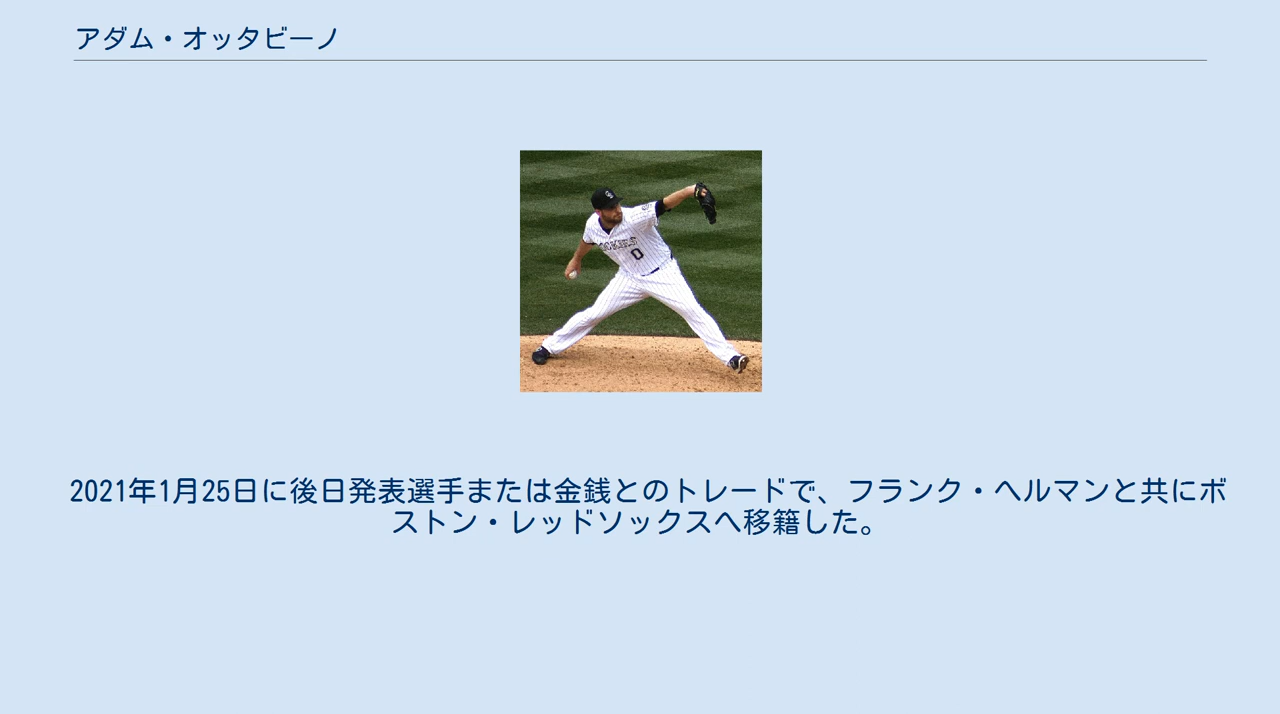 アダム・オッタビーノ
0
2021年1月25日に後日発表選手または金銭とのトレードで、フランク・ヘルマンと共にボ
ストン・レッドソックスへ移籍した。